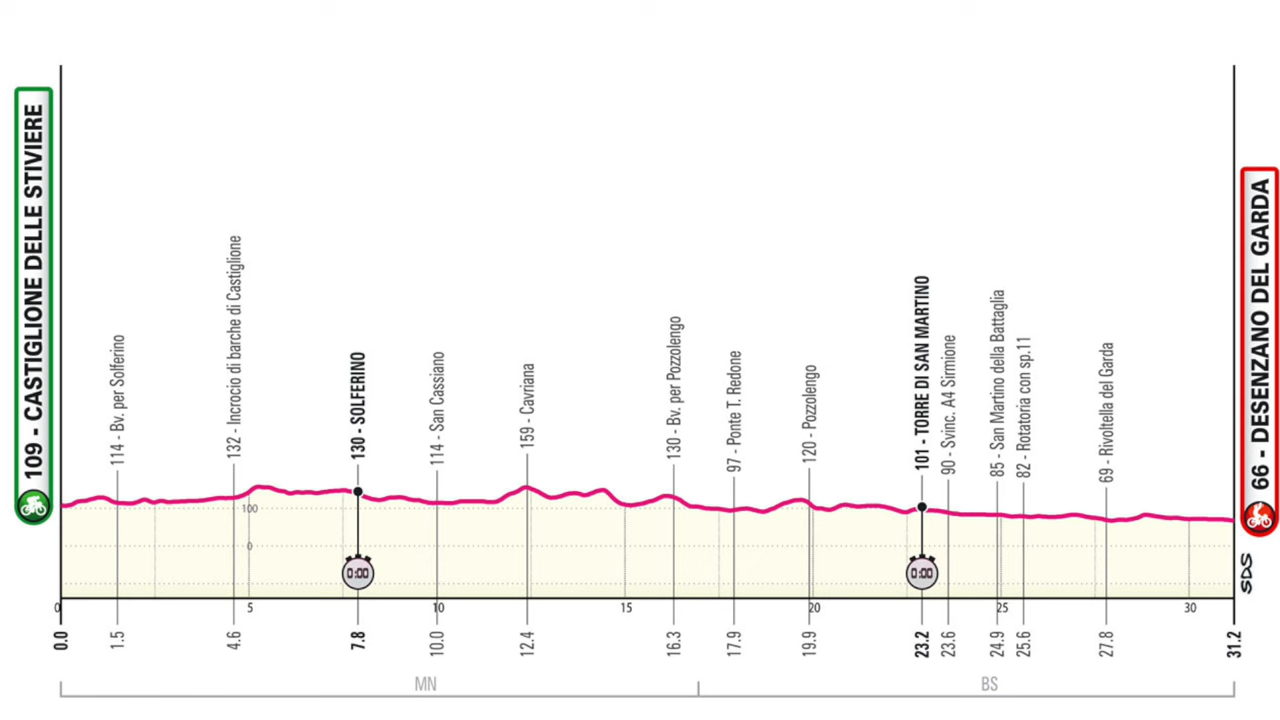 109 - CASTIGLIONE DELLE STIVIERE
114 - Bv. per Solferino
132 - Incrocio di barche di Castiglione
130 - SOLFERINO
114 - San Cassiano
159 - Cavriana
130 - Bv. per Pozzolengo
97 - Ponte T. Redone
120 - Pozzolengo
101 - TORRE DI SAN MARTINO
90 - Svinc. A4 Sirmione
85 - San Martino della Battaglia
82 - Rotatoria con sp.11
69 - Rivoltella del Garda
66 - DESENZANO DEL GARDA
100
0
0:00
0:00
SDS
0 5 10 15 20 25 30
0.0 1.5 4.6 7.8 10.0 12.4 16.3 17.9 19.9 23.2 23.6 24.9 25.6 27.8 31.2
MN BS